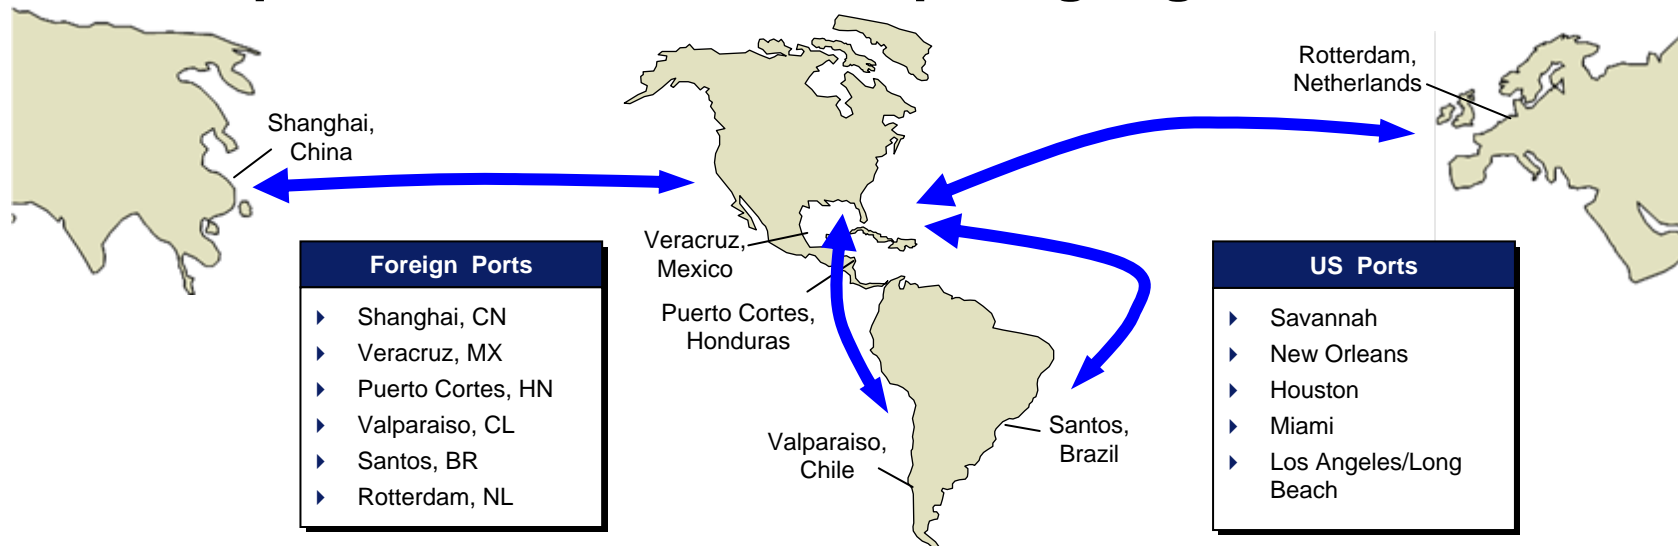 Shanghai,
China
Rotterdam,
Netherlands
Veracruz,
Mexico
Puerto Cortes,
Honduras
Valparaiso,
Chile
Santos,
Brazil
Foreign Ports
Shanghai, CN
Veracruz, MX
Puerto Cortes, HN
Valparaiso, CL
Santos, BR
Rotterdam, NL
US Ports
Savannah
New Orleans
Houston
Miami
Los Angeles/Long
Beach